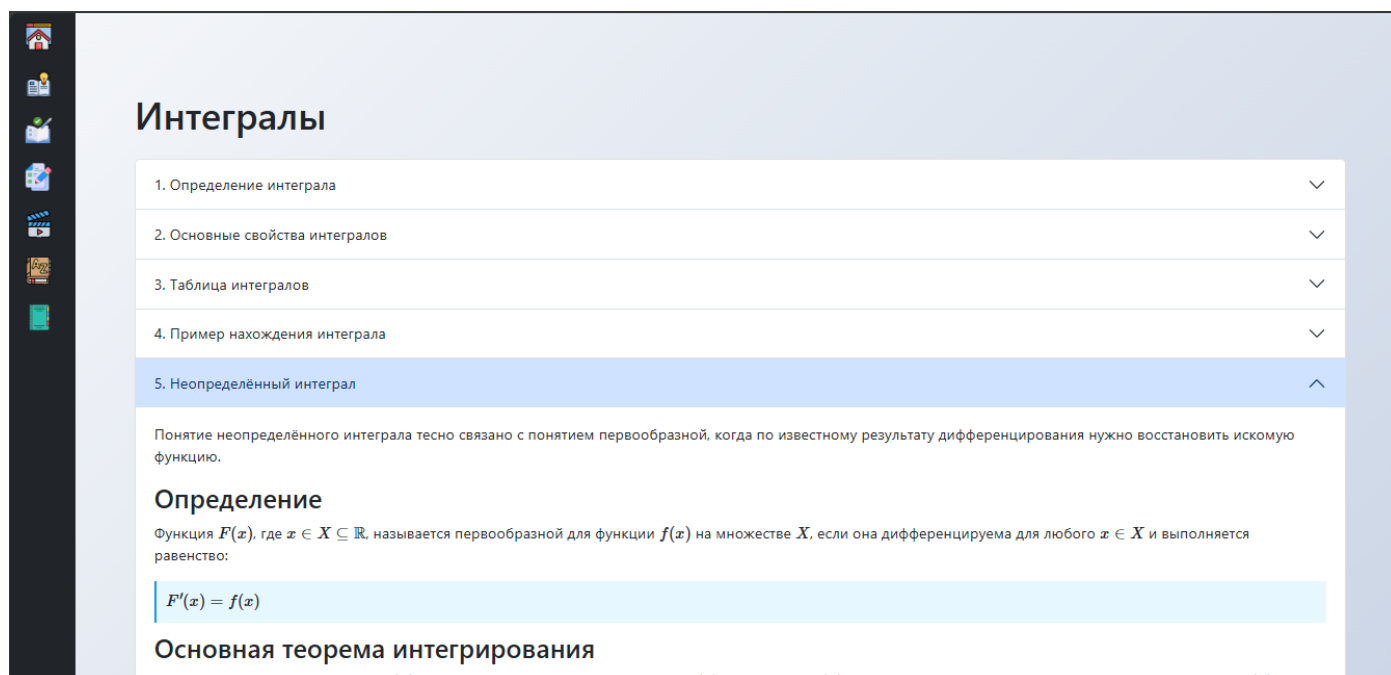 Интегралы
1. Определение интеграла
2. Основные свойства интегралов
3. Таблица интегралов
4. Пример нахождения интеграла
5. Неопределённый интеграл
Понятие неопределённого интеграла тесно связано с понятием первообразной, когда по известному результату дифференцирования нужно восстановить искомую
функцию.
Определение
Функция F(x), где x ∈ X ⊆ ℝ, называется первообразной для функции f(x) на множестве X, если она дифференцируема для любого x ∈ X и выполняется
равенство:
F′(x) = f(x)
Основная теорема интегрирования